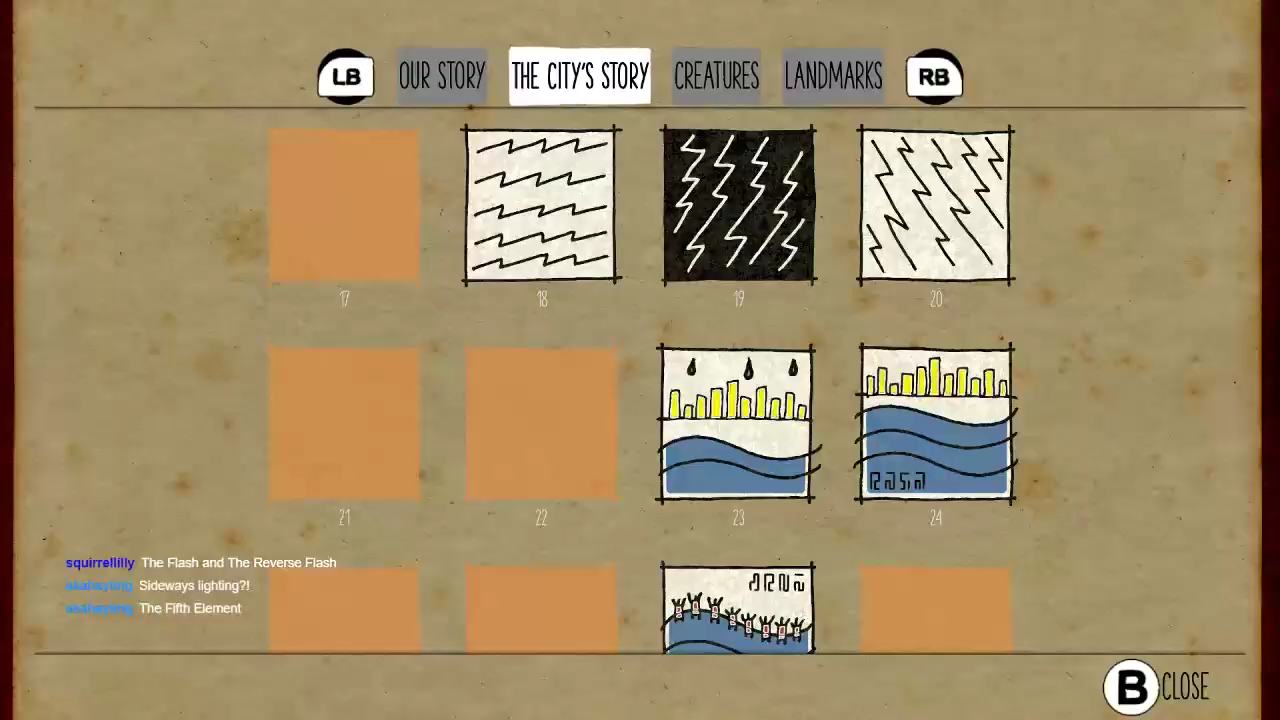 LB OUR STORY THE CITY'S STORY CREATURES LANDMARKS RB
17 18 19 20
21 22 23 24
squirrellilly The Flash and The Reverse Flash
Sideways lighting?!
The Fifth Element
B CLOSE